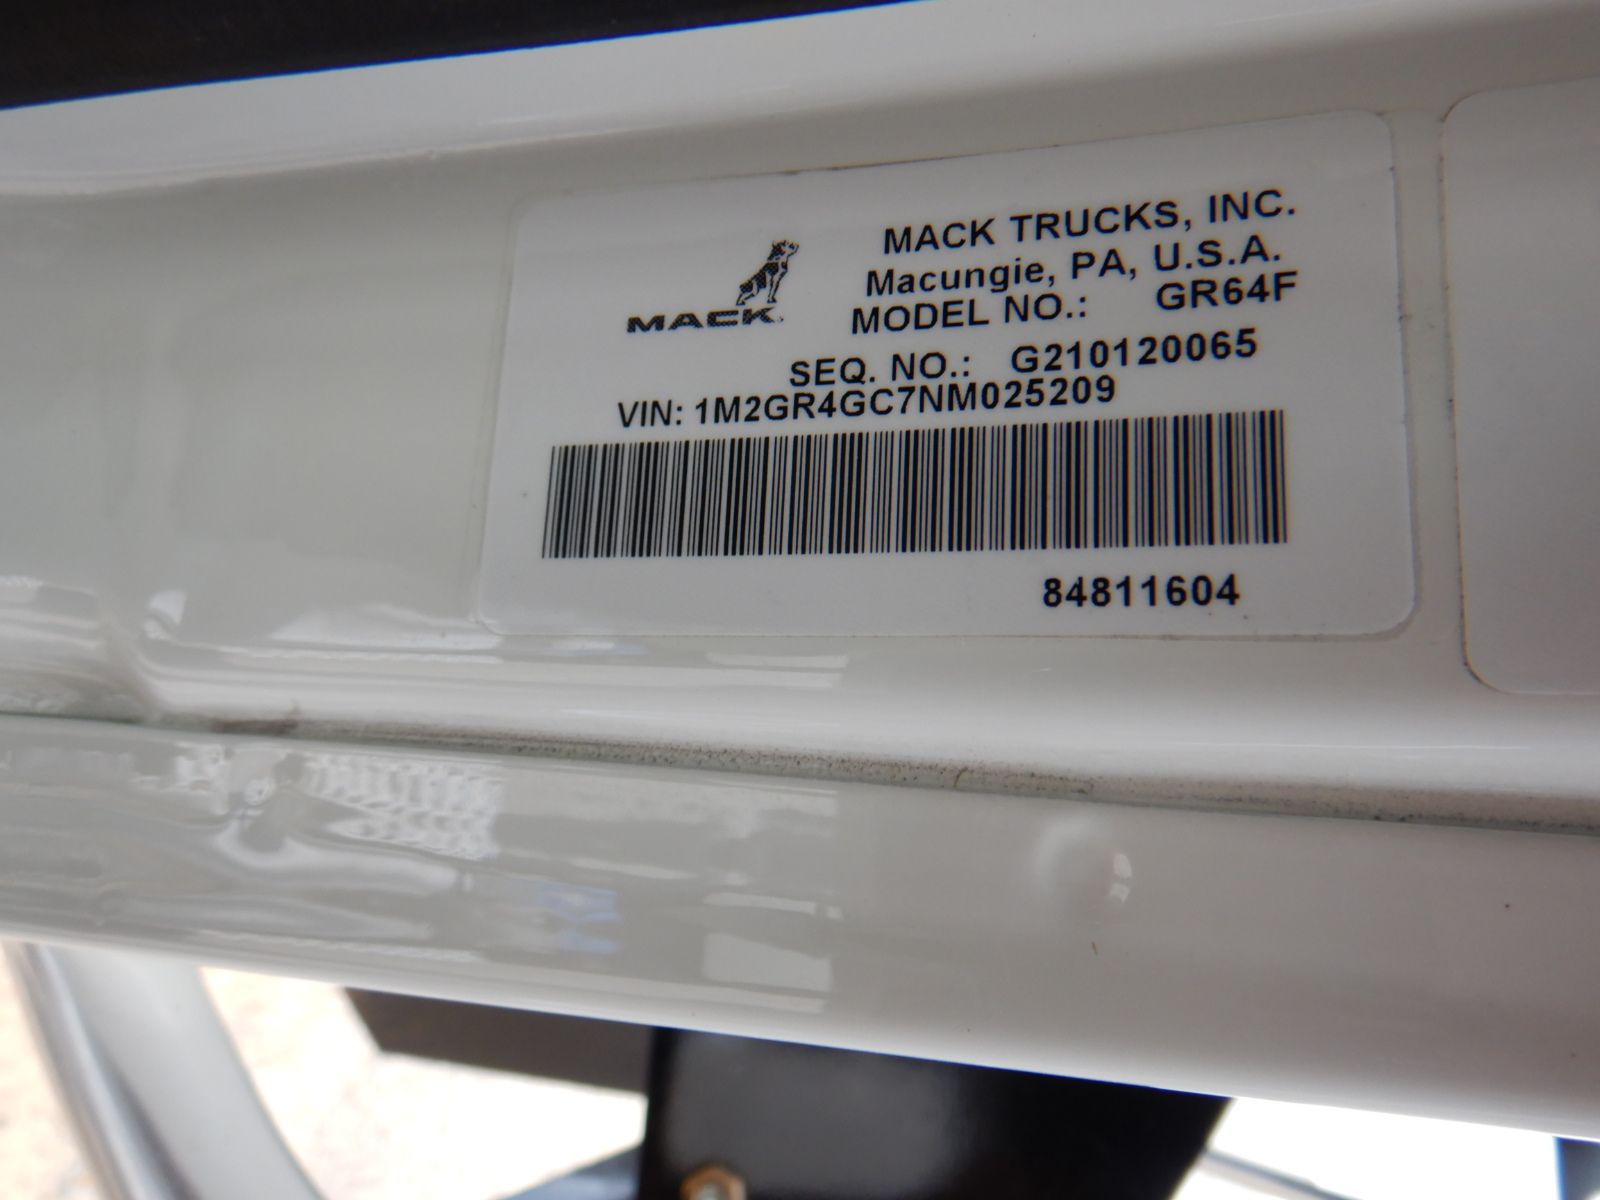 MACK
MACK TRUCKS, INC.
Macungie, PA, U.S.A.
MODEL NO.: GR64F
SEQ. NO.: G210120065
VIN: 1M2GR4GC7NM025209
84811604